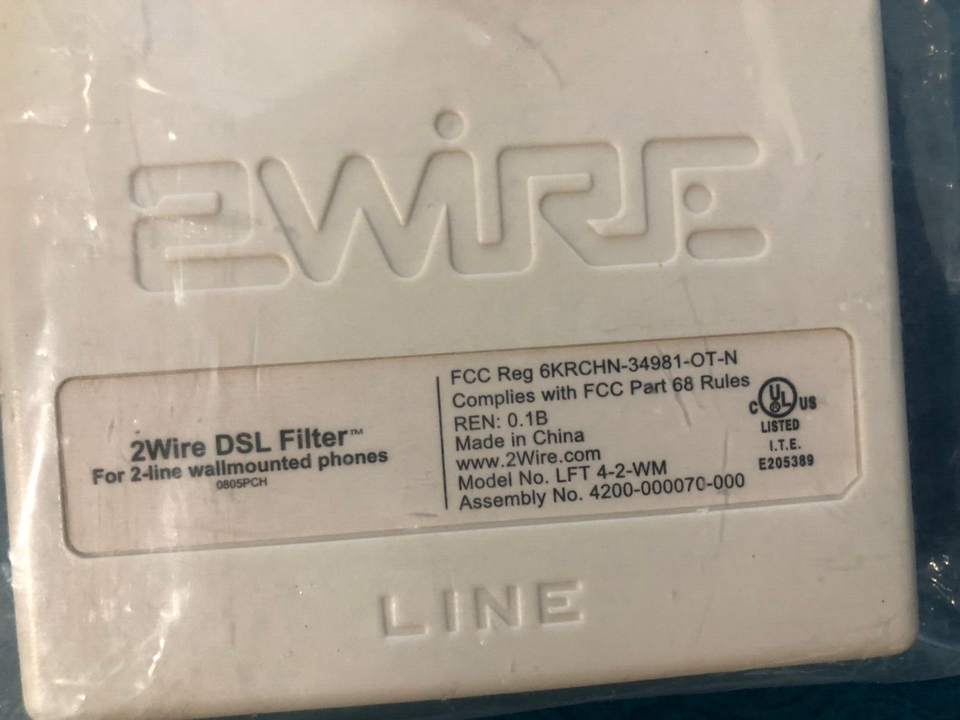 2WiRE
2Wire DSL Filter™
For 2-line wallmounted phones
0805PCH
FCC Reg 6KRCHN-34981-OT-N
Complies with FCC Part 68 Rules
REN: 0.1B
Made in China
www.2Wire.com
Model No. LFT 4-2-WM
Assembly No. 4200-000070-000
C UL US
LISTED
I.T.E.
E205389
LINE